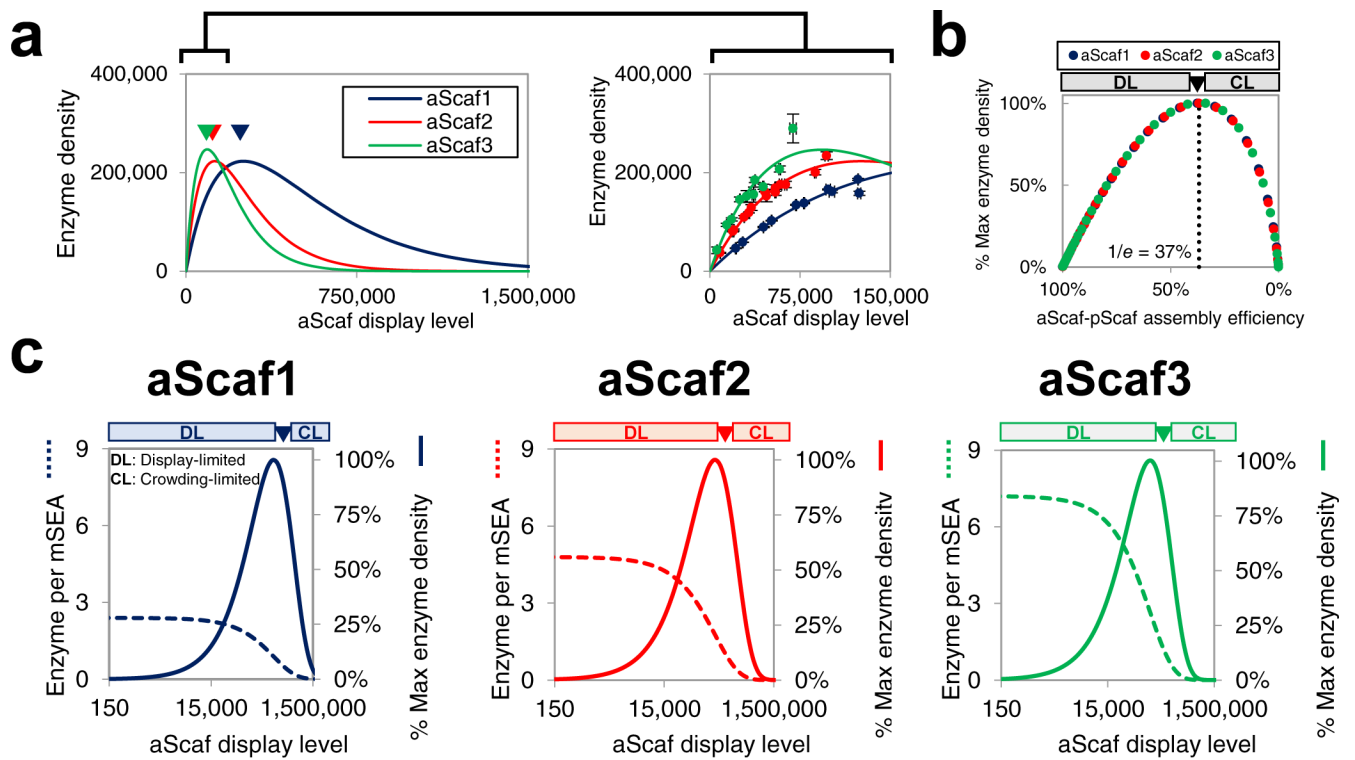 a
Enzyme density
400,000
200,000
0
0
750,000
1,500,000
aScaf display level
aScaf1
aScaf2
aScaf3
Enzyme density
400,000
200,000
0
0
75,000
150,000
aScaf display level
b
aScaf1 aScaf2 aScaf3
DL CL
% Max enzyme density
100%
50%
0%
1/e = 37%
100%
50%
0%
aScaf-pScaf assembly efficiency
c
aScaf1
DL CL
DL: Display-limited
CL: Crowding-limited
Enzyme per mSEA
9
6
3
0
100%
75%
50%
25%
0%
% Max enzyme density
150
15,000
1,500,000
aScaf display level
aScaf2
DL CL
Enzyme per mSEA
9
6
3
0
100%
75%
50%
25%
0%
% Max enzyme density
150
15,000
1,500,000
aScaf display level
aScaf3
DL CL
Enzyme per mSEA
9
6
3
0
100%
75%
50%
25%
0%
% Max enzyme density
150
15,000
1,500,000
aScaf display level